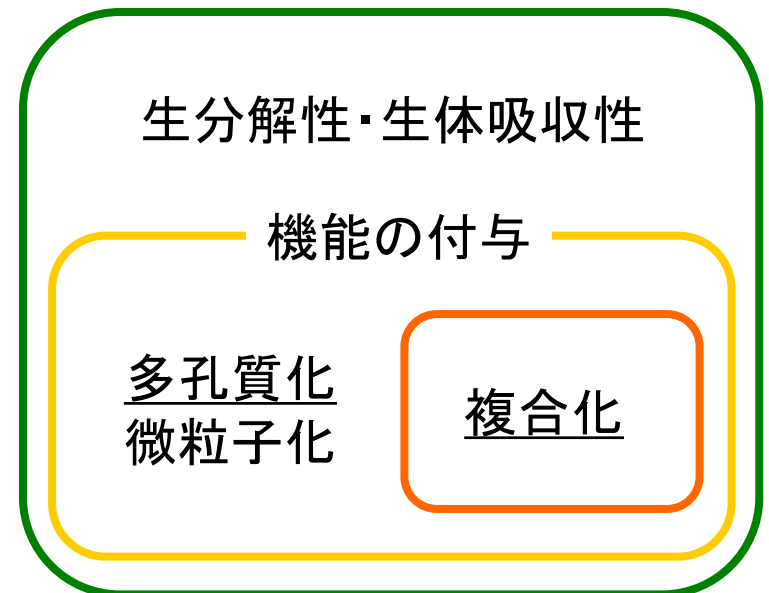 生分解性・生体吸収性
機能の付与
多孔質化
微粒子化
複合化